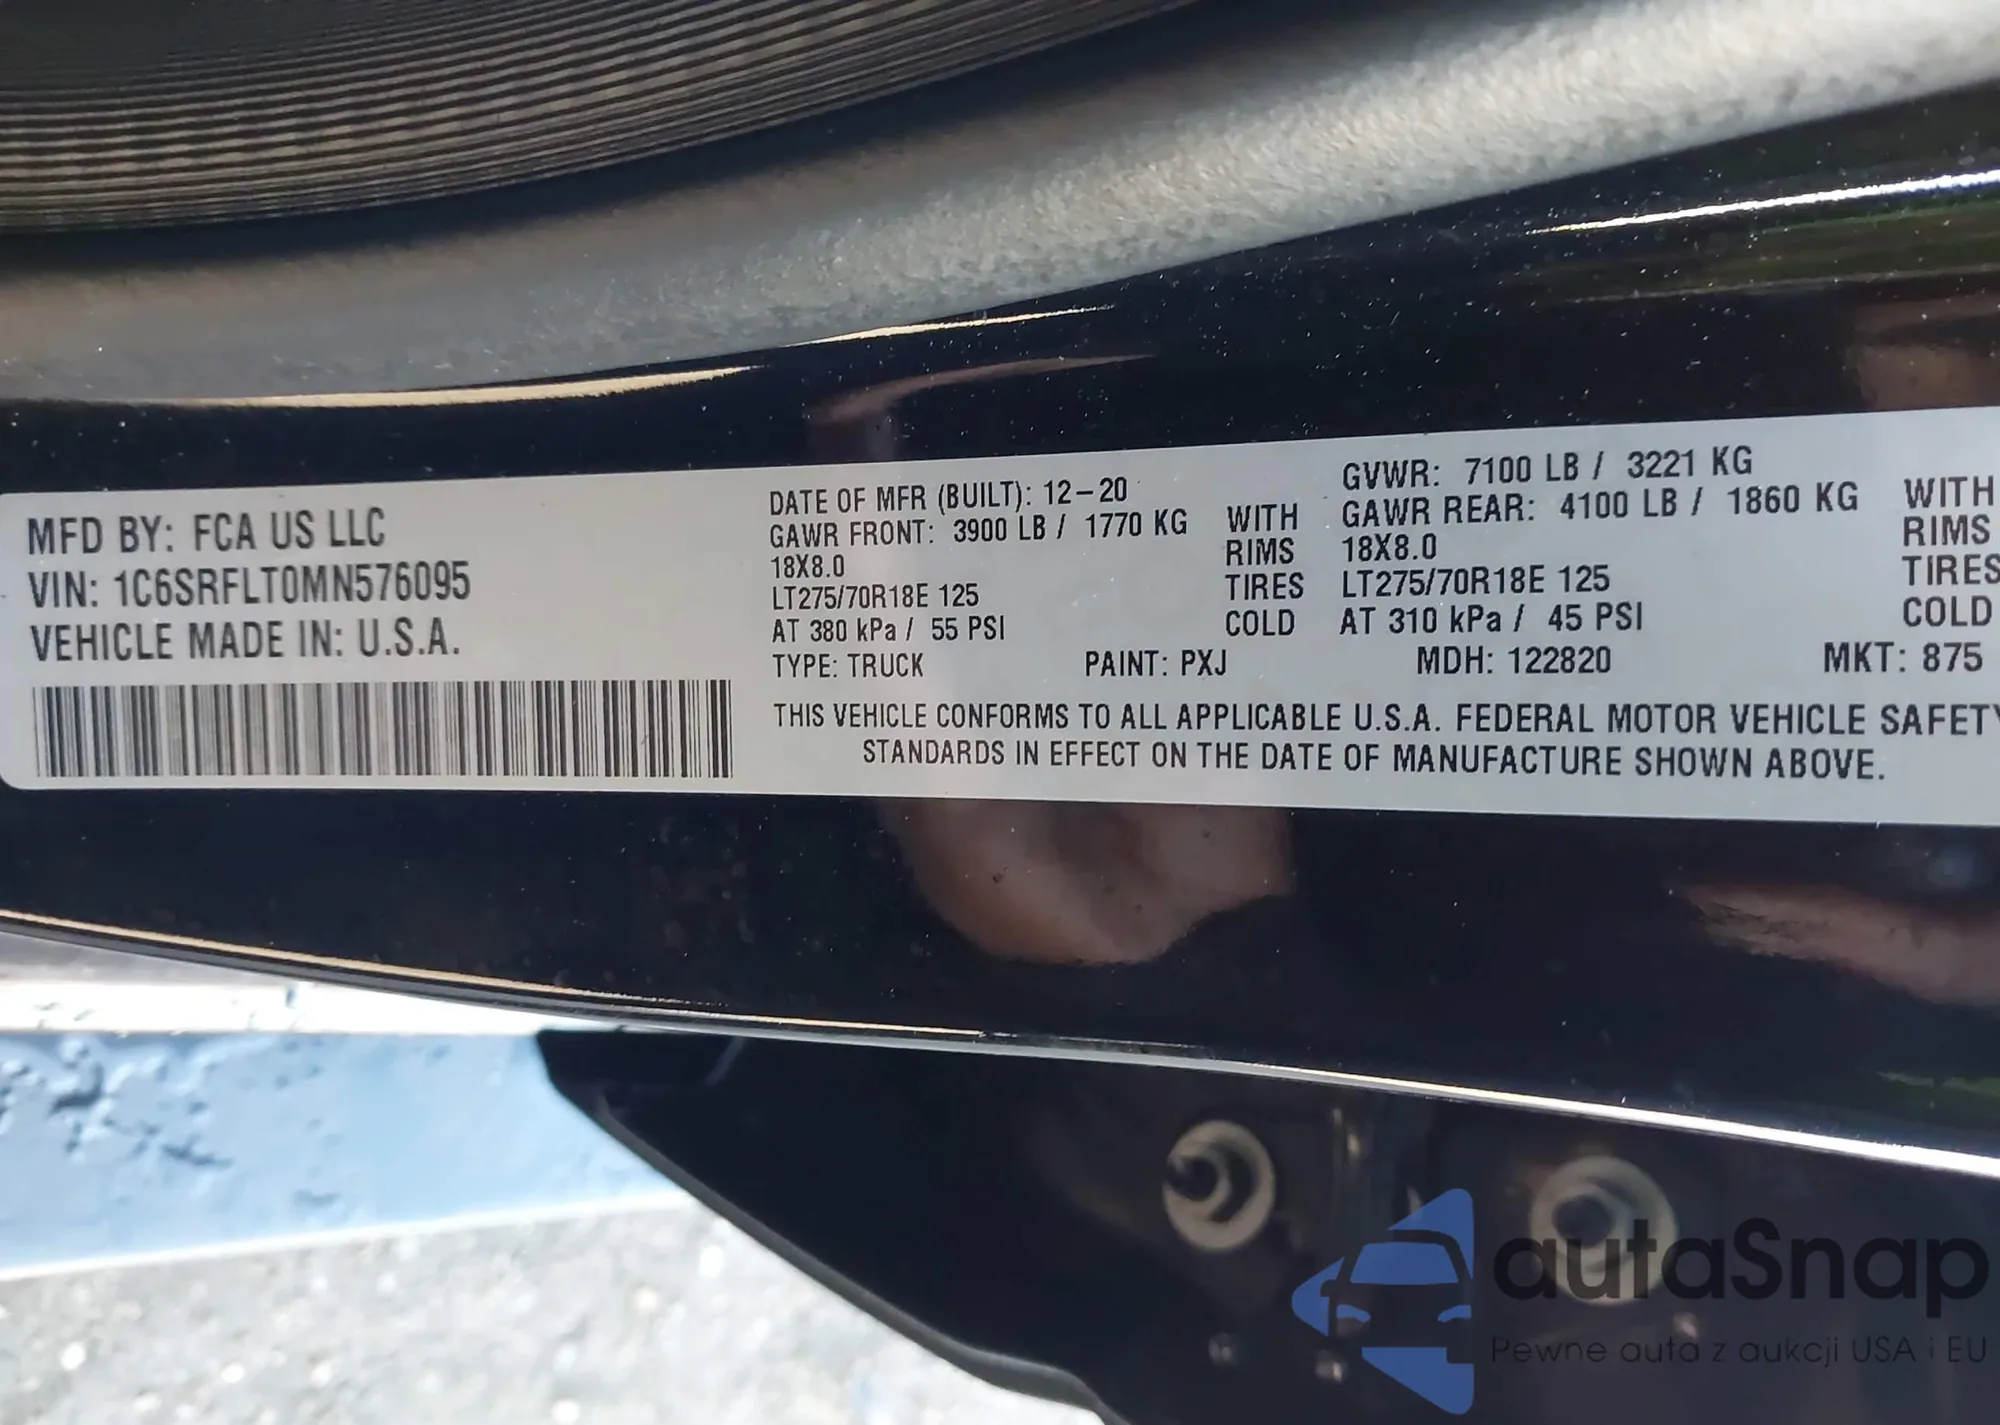 MFD BY: FCA US LLC
VIN: 1C6SRFLT0MN576095
VEHICLE MADE IN: U.S.A.
DATE OF MFR (BUILT): 12-20
GAWR FRONT: 3900 LB / 1770 KG WITH
18X8.0 RIMS
LT275/70R18E 125 TIRES
AT 380 kPa / 55 PSI COLD
GVWR: 7100 LB / 3221 KG
GAWR REAR: 4100 LB / 1860 KG WITH
18X8.0 RIMS
LT275/70R18E 125 TIRES
AT 310 kPa / 45 PSI COLD
TYPE: TRUCK PAINT: PXJ MDH: 122820 MKT: 875
THIS VEHICLE CONFORMS TO ALL APPLICABLE U.S.A. FEDERAL MOTOR VEHICLE SAFETY
STANDARDS IN EFFECT ON THE DATE OF MANUFACTURE SHOWN ABOVE.
autaSnap
Pewne auta z aukcji USA i EU